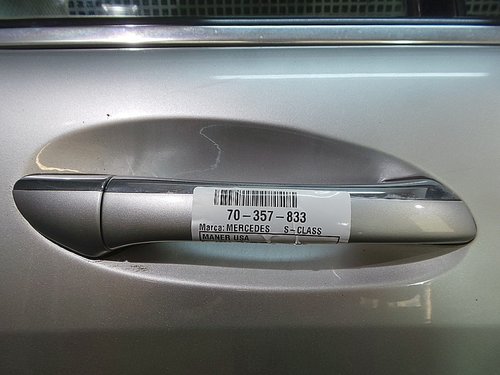 70-357-833
Marca: MERCEDES S-CLASS
MANER USA